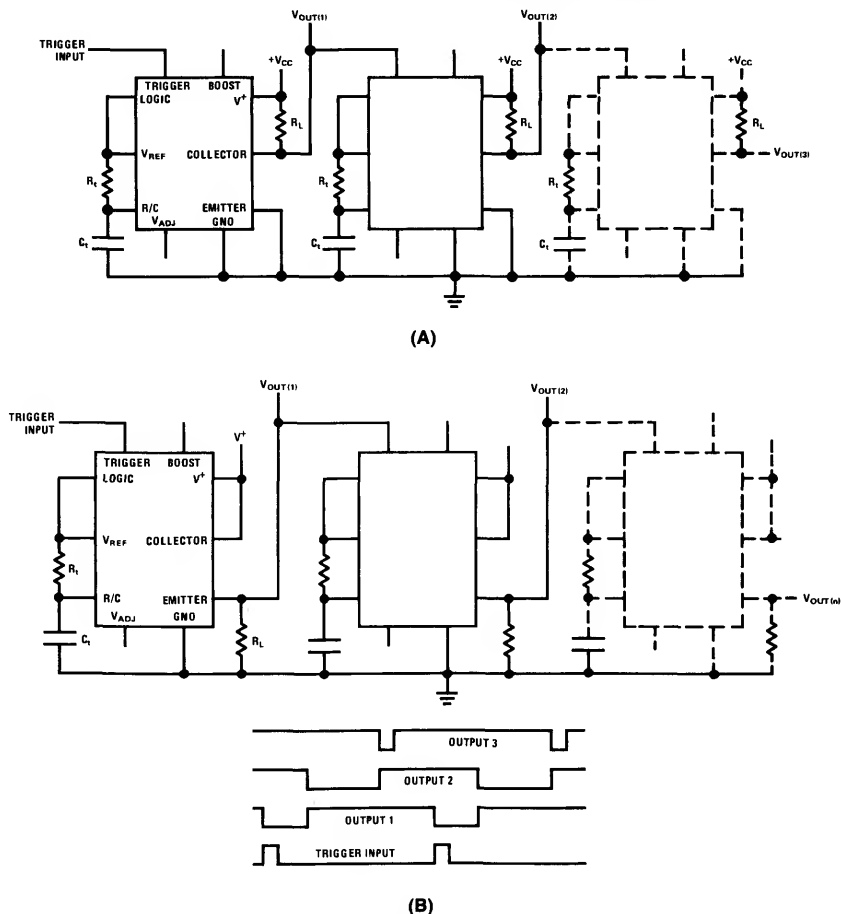 VOUT(1)
VOUT(2)
TRIGGER
INPUT
+VCC
+VCC
+VCC
TRIGGER BOOST
LOGIC V+
RL
RL
RL
VREF COLLECTOR
VOUT(3)
Rt
Rt
Rt
R/C EMITTER
VADJ GNO
Ct
Ct
Ct
(A)
VOUT(1)
VOUT(2)
TRIGGER
INPUT
V+
TRIGGER BOOST
LOGIC V+
VREF COLLECTOR
Rt
R/C EMITTER
VOUT(n)
VADJ GNO
Ct
RL
OUTPUT 3
OUTPUT 2
OUTPUT 1
TRIGGER INPUT
(B)